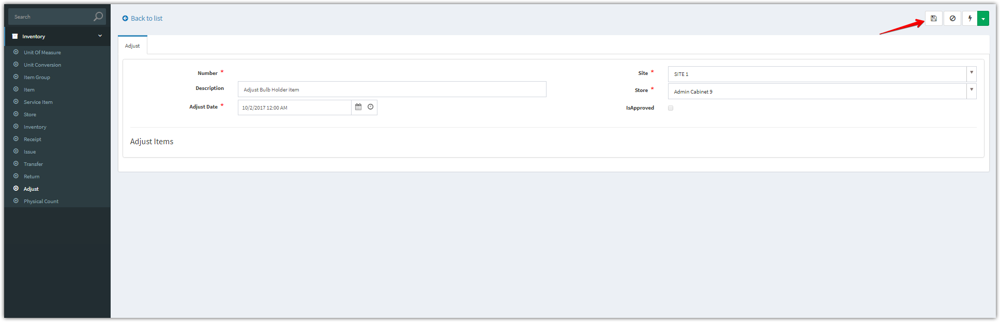 Search
Inventory
Unit Of Measure
Unit Conversion
Item Group
Item
Service Item
Store
Inventory
Receipt
Issue
Transfer
Return
Adjust
Physical Count
Back to list
Adjust
Number *
Description Adjust Bulb Holder item
Adjust Date * 10/2/2017 12:00 AM
Site * SITE 1
Store * Admin Cabinet 9
IsApproved
Adjust Items